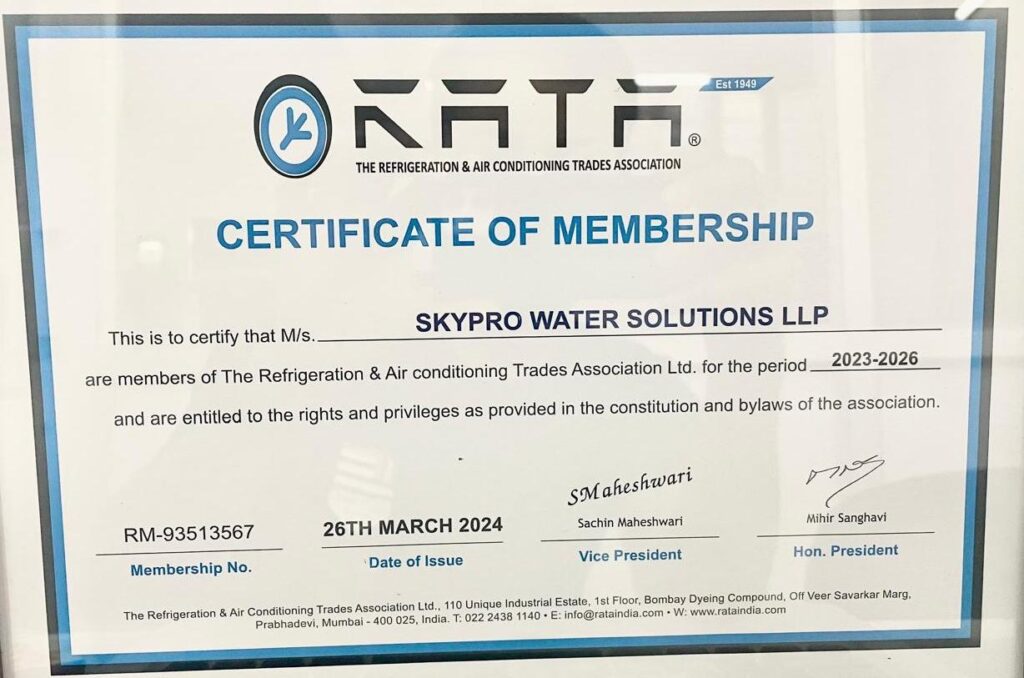 Est 1949
RATA®
THE REFRIGERATION & AIR CONDITIONING TRADES ASSOCIATION
CERTIFICATE OF MEMBERSHIP
This is to certify that M/s. SKYPRO WATER SOLUTIONS LLP
are members of The Refrigeration & Air conditioning Trades Association Ltd. for the period 2023-2026
and are entitled to the rights and privileges as provided in the constitution and bylaws of the association.
SMaheshwari
RM-93513567 26TH MARCH 2024 Sachin Maheshwari Mihir Sanghavi
Membership No. Date of Issue Vice President Hon. President
The Refrigeration & Air Conditioning Trades Association Ltd., 110 Unique Industrial Estate, 1st Floor, Bombay Dyeing Compound, Off Veer Savarkar Marg,
Prabhadevi, Mumbai - 400 025, India. T: 022 2438 1140 • E: info@rataindia.com • W: www.rataindia.com